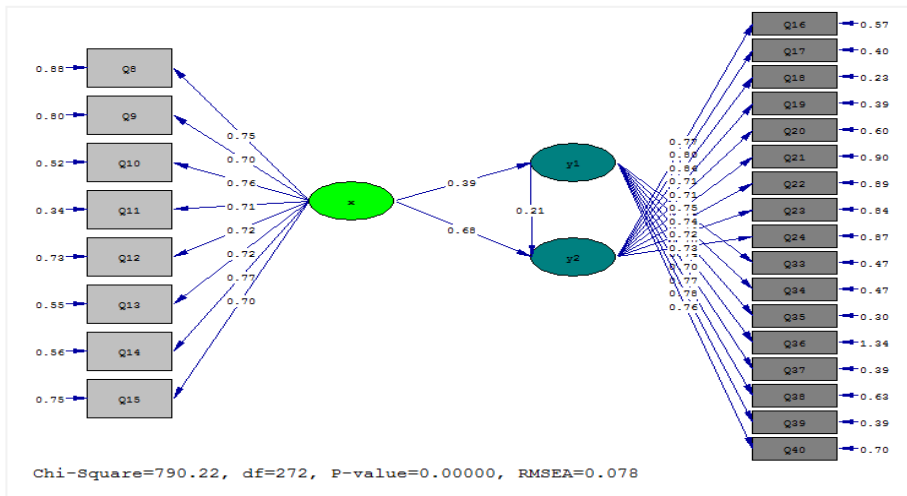 0.88 Q8
0.80 Q9
0.52 Q10
0.34 Q11
0.73 Q12
0.55 Q13
0.56 Q14
0.75 Q15
0.75
0.70
0.76
0.71
0.72
0.72
0.77
0.70
x
0.39
0.68
y1
0.21
y2
0.77
0.80
0.86
0.71
0.71
0.75
0.74
0.72
0.73
0.70
0.77
0.78
0.76
Q16 0.57
Q17 0.40
Q18 0.23
Q19 0.39
Q20 0.60
Q21 0.90
Q22 0.89
Q23 0.84
Q24 0.87
Q33 0.47
Q34 0.47
Q35 0.30
Q36 1.34
Q37 0.39
Q38 0.63
Q39 0.39
Q40 0.70
Chi-Square=790.22, df=272, P-value=0.00000, RMSEA=0.078